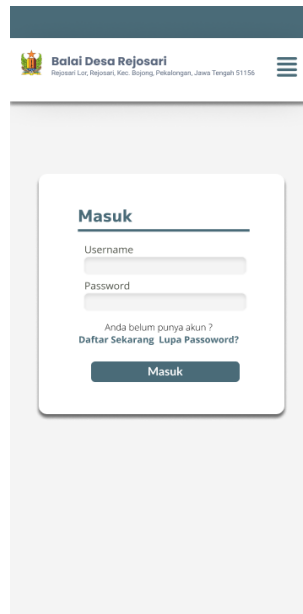 Balai Desa Rejosari
Rejosari Lor, Rejosari, Kec. Bojong, Pekalongan, Jawa Tengah 51156
Masuk
Username
Password
Anda belum punya akun ?
Daftar Sekarang Lupa Passoword?
Masuk